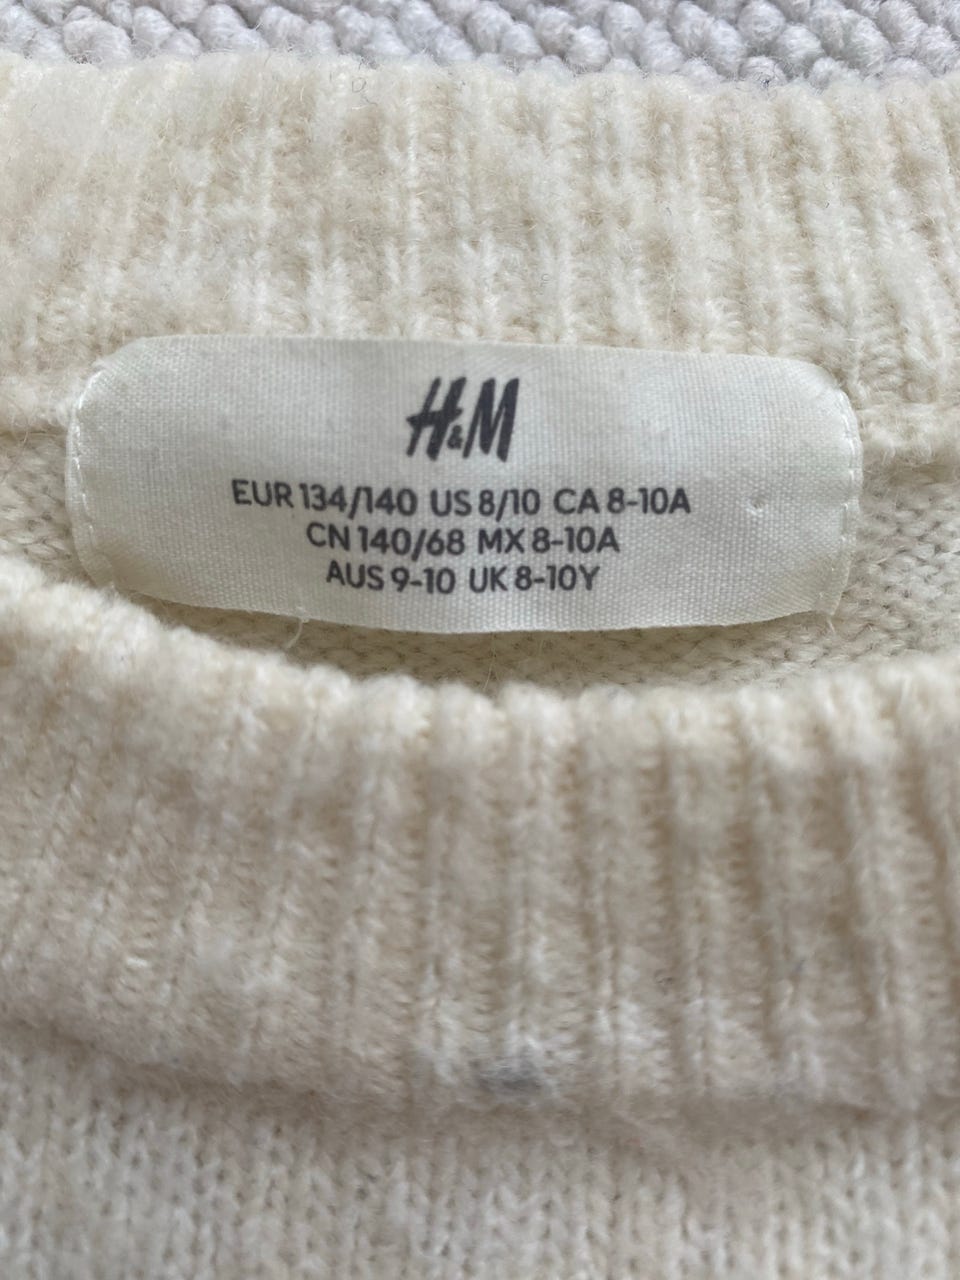 H&M
EUR 134/140 US 8/10 CA 8-10A
CN 140/68 MX 8-10A
AUS 9-10 UK 8-10Y